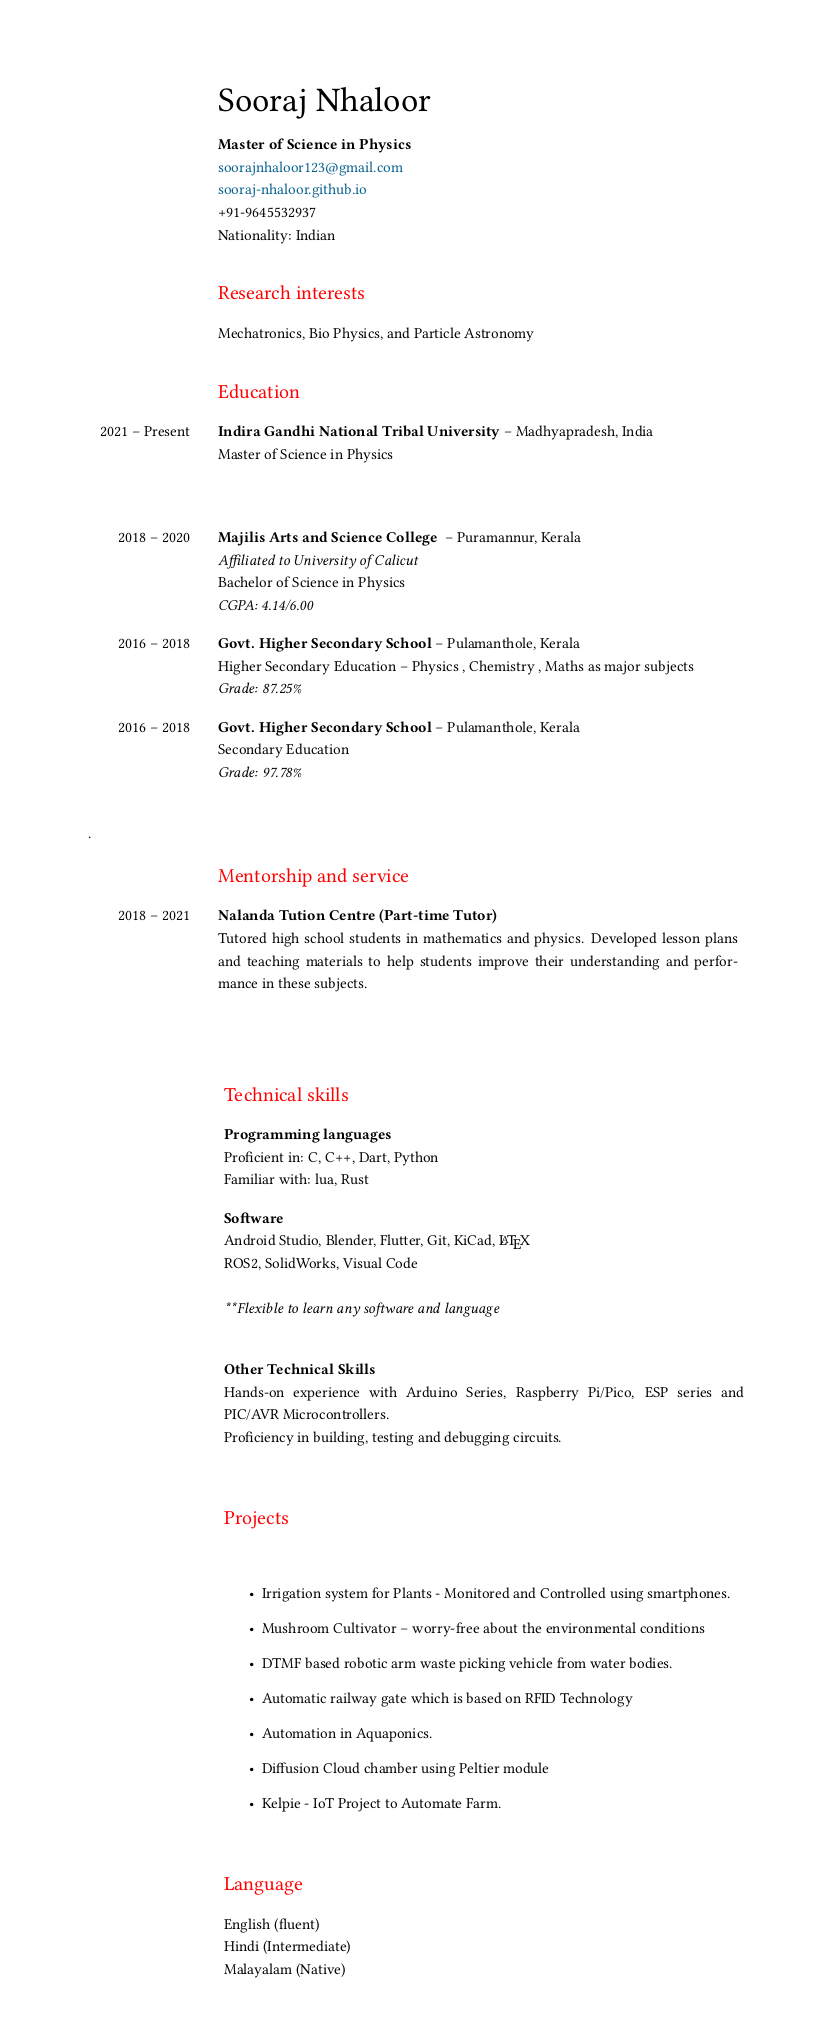 Sooraj Nhaloor
Master of Science in Physics
soorajnhaloor123@gmail.com
sooraj-nhaloor.github.io
+91-9645532937
Nationality: Indian
Research interests
Mechatronics, Bio Physics, and Particle Astronomy
Education
2021 – Present Indira Gandhi National Tribal University – Madhyapradesh, India
Master of Science in Physics
2018 – 2020 Majilis Arts and Science College – Puramannur, Kerala
Affiliated to University of Calicut
Bachelor of Science in Physics
CGPA: 4.14/6.00
2016 – 2018 Govt. Higher Secondary School – Pulamanthole, Kerala
Higher Secondary Education – Physics , Chemistry , Maths as major subjects
Grade: 87.25%
2016 – 2018 Govt. Higher Secondary School – Pulamanthole, Kerala
Secondary Education
Grade: 97.78%
.
Mentorship and service
2018 – 2021 Nalanda Tution Centre (Part-time Tutor)
Tutored high school students in mathematics and physics. Developed lesson plans
and teaching materials to help students improve their understanding and perfor-
mance in these subjects.
Technical skills
Programming languages
Proficient in: C, C++, Dart, Python
Familiar with: lua, Rust
Software
Android Studio, Blender, Flutter, Git, KiCad, LATEX
ROS2, SolidWorks, Visual Code
**Flexible to learn any software and language
Other Technical Skills
Hands-on experience with Arduino Series, Raspberry Pi/Pico, ESP series and
PIC/AVR Microcontrollers.
Proficiency in building, testing and debugging circuits.
Projects
• Irrigation system for Plants - Monitored and Controlled using smartphones.
• Mushroom Cultivator – worry-free about the environmental conditions
• DTMF based robotic arm waste picking vehicle from water bodies.
• Automatic railway gate which is based on RFID Technology
• Automation in Aquaponics.
• Diffusion Cloud chamber using Peltier module
• Kelpie - IoT Project to Automate Farm.
Language
English (fluent)
Hindi (Intermediate)
Malayalam (Native)